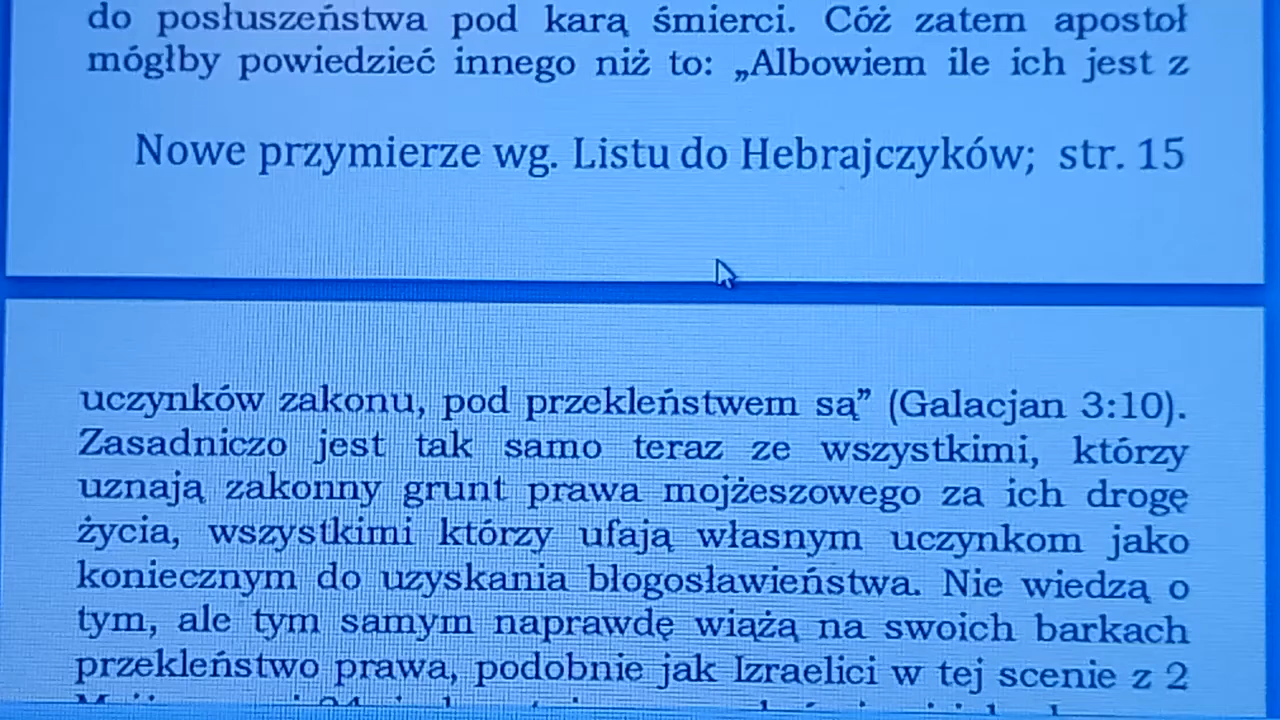 do posłuszeństwa pod karą śmierci. Cóż zatem apostoł
mógłby powiedzieć innego niż to: „Albowiem ile ich jest z
Nowe przymierze wg. Listu do Hebrajczyków; str. 15
uczynków zakonu, pod przekleństwem są” (Galacjan 3:10).
Zasadniczo jest tak samo teraz ze wszystkimi, którzy
uznają zakonny grunt prawa mojżeszowego za ich drogę
życia, wszystkimi którzy ufają własnym uczynkom jako
koniecznym do uzyskania błogosławieństwa. Nie wiedzą o
tym, ale tym samym naprawdę wiążą na swoich barkach
przekleństwo prawa, podobnie jak Izraelici w tej scenie z 2